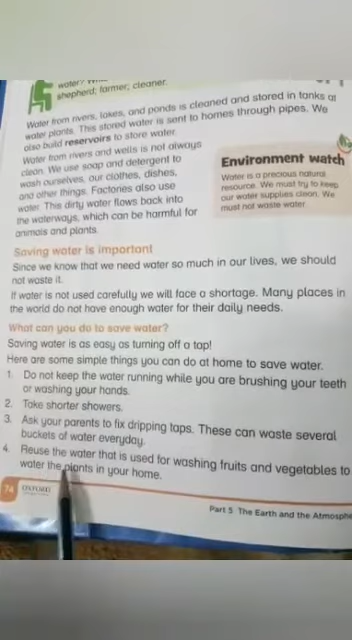 water?
shepherd; farmer; cleaner.
Water from rivers, lakes, and ponds is cleaned and stored in tanks at
water plants. This stored water is sent to homes through pipes. We
also build reservoirs to store water.
Water from rivers and wells is not always
clean. We use soap and detergent to
wash ourselves, our clothes, dishes,
and other things. Factories also use
water. This dirty water flows back into
the waterways, which can be harmful for
animals and plants.
Environment watch
Water is a precious natural
resource. We must try to keep
our water supplies clean. We
must not waste water.
Saving water is important
Since we know that we need water so much in our lives, we should
not waste it.
If water is not used carefully we will face a shortage. Many places in
the world do not have enough water for their daily needs.
What can you do to save water?
Saving water is as easy as turning off a tap!
Here are some simple things you can do at home to save water.
1. Do not keep the water running while you are brushing your teeth
or washing your hands.
2. Take shorter showers.
3. Ask your parents to fix dripping taps. These can waste several
buckets of water everyday.
4. Reuse the water that is used for washing fruits and vegetables to
water the plants in your home.
74 OXFORD
Part 5 The Earth and the Atmosphe